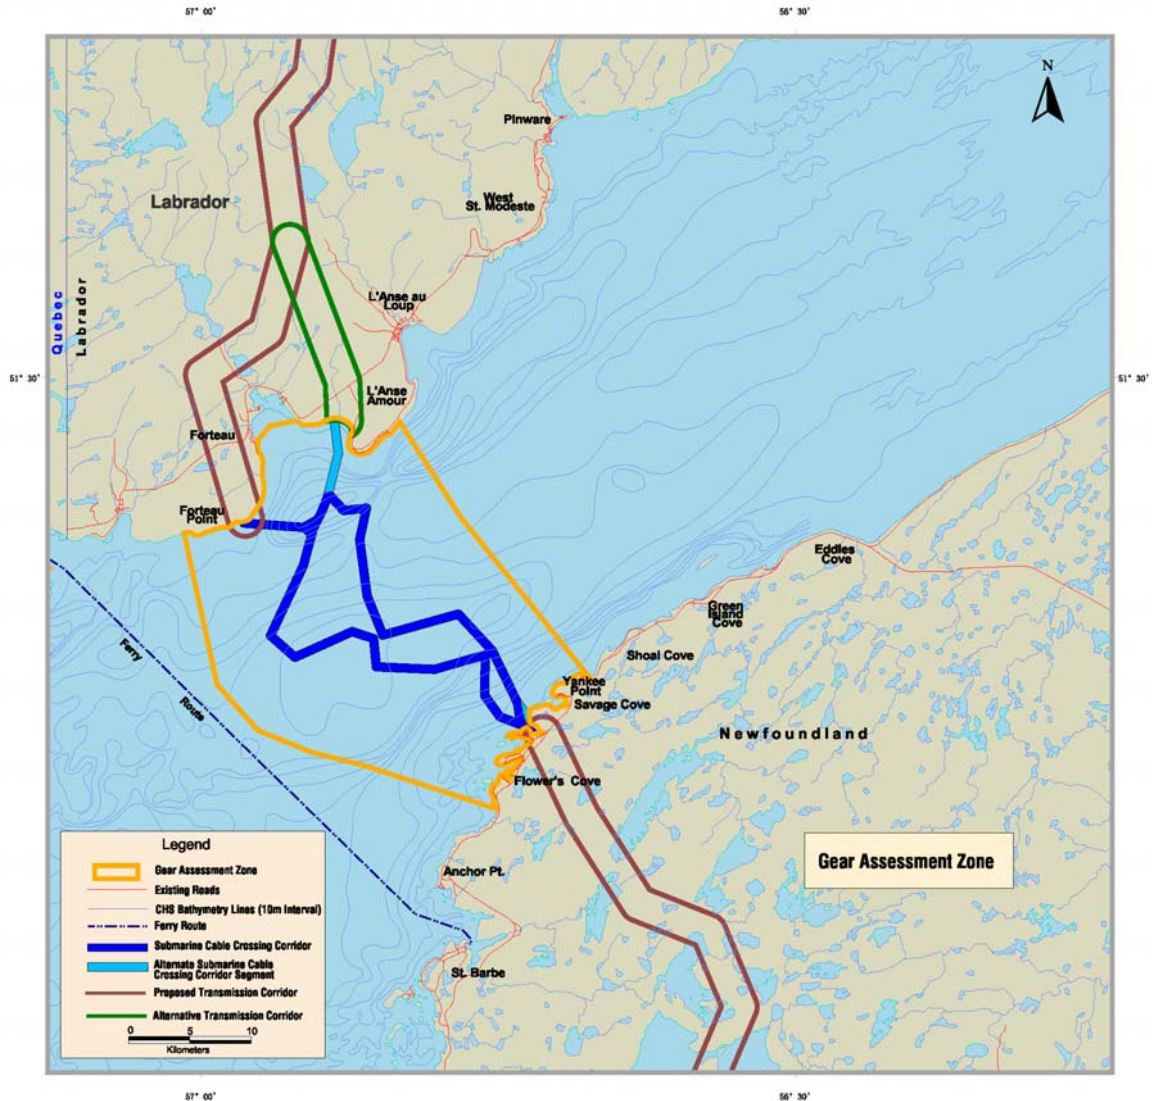 57° 00'
56° 30'
N
Pinware
Labrador
West
St. Modeste
Quebec
Labrador
L'Anse au
Loup
51° 30'
51° 30'
L'Anse
Amour
Forteau
Forteau
Point
Eddies
Cove
Green
Island
Cove
Ferry
Shoal Cove
Yankee
Point
Savage Cove
Route
Newfoundland
Flower's Cove
Legend
Gear Assessment Zone
Existing Roads
CHS Bathymetry Lines (10m Interval)
Ferry Route
Submarine Cable Crossing Corridor
Alternate Submarine Cable
Crossing Corridor Segment
Proposed Transmission Corridor
Alternative Transmission Corridor
0 5 10
Kilometers
Anchor Pt.
St. Barbe
Gear Assessment Zone
57° 00'
56° 30'